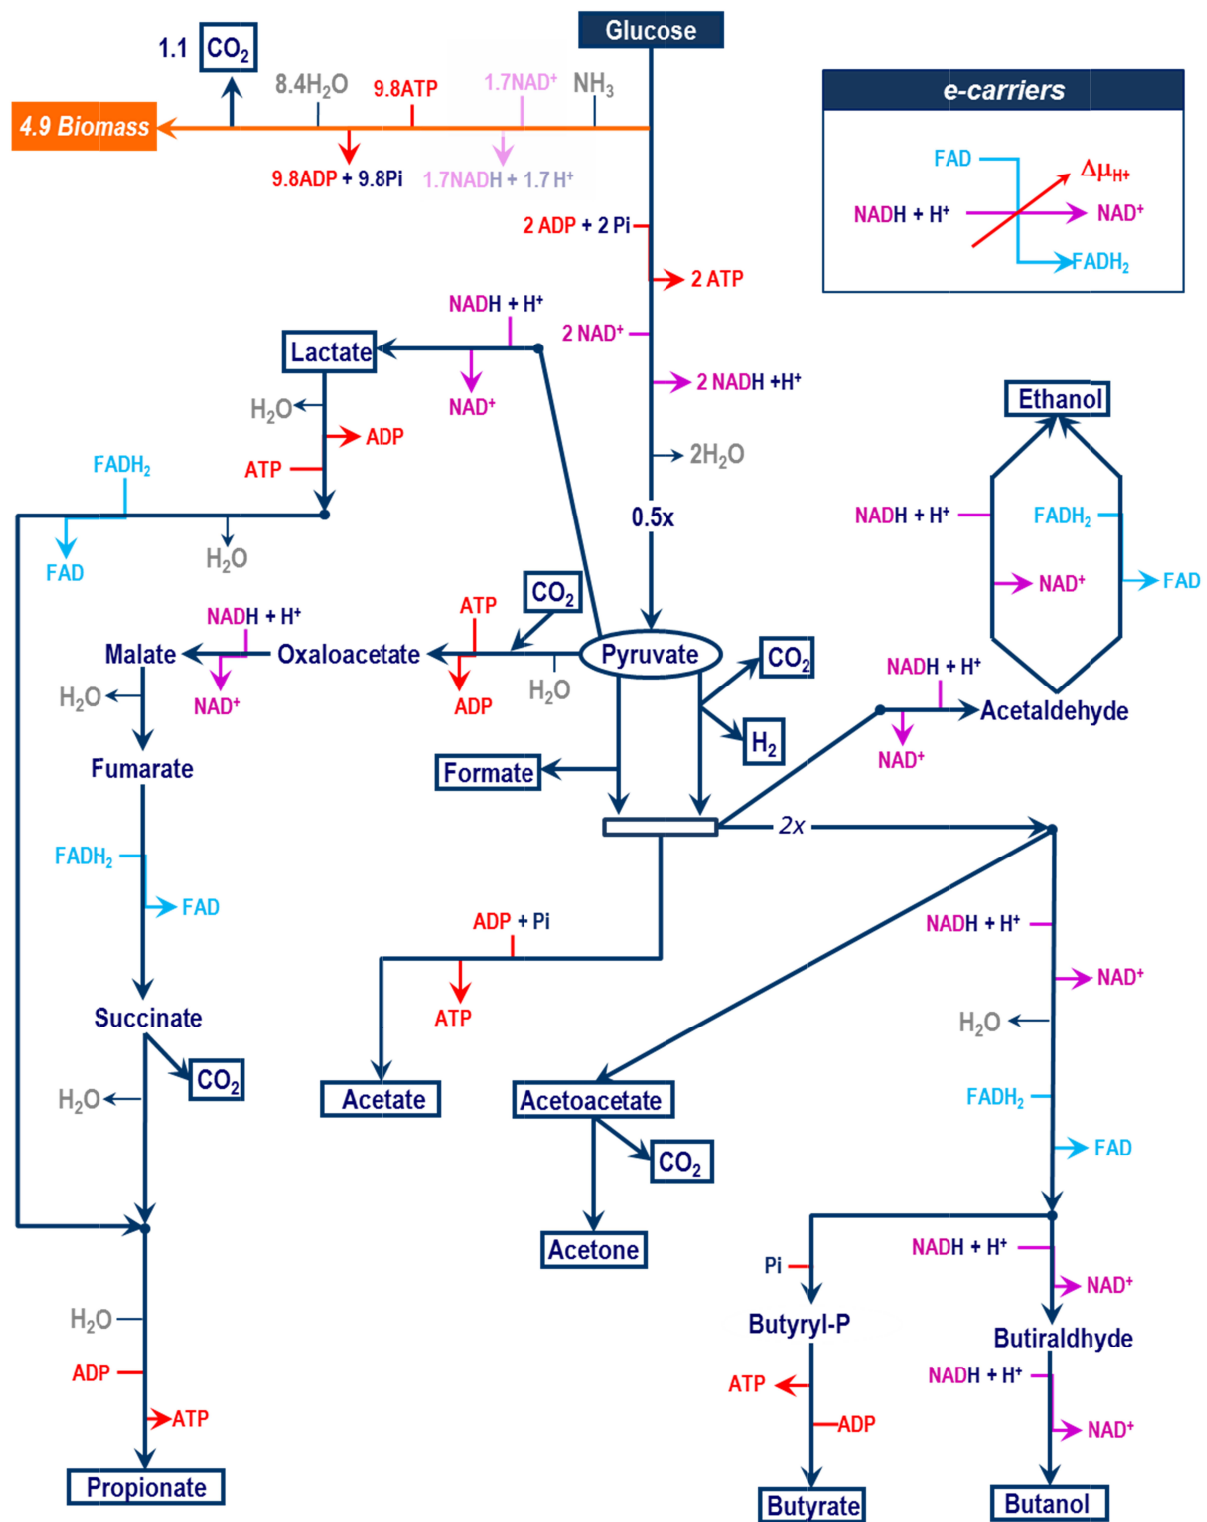 Glucose
1.1 CO₂
8.4H₂O
9.8ATP
1.7NAD⁺
NH₃
4.9 Biomass
9.8ADP + 9.8Pi
1.7NADH + 1.7 H⁺
e-carriers
FAD
ΔμH+
NADH + H⁺
NAD⁺
FADH₂
2 ADP + 2 Pi
2 ATP
NADH + H⁺
2 NAD⁺
Lactate
2 NADH +H⁺
H₂O
NAD⁺
Ethanol
ADP
ATP
2H₂O
FADH₂
0.5x
NADH + H⁺
FADH₂
H₂O
FAD
NAD⁺
FAD
CO₂
ATP
NADH + H⁺
Malate
Oxaloacetate
Pyruvate
CO₂
NADH + H⁺
H₂O
NAD⁺
ADP
H₂O
Acetaldehyde
H₂
NAD⁺
Fumarate
Formate
2x
FADH₂
FAD
ADP + Pi
NADH + H⁺
NAD⁺
Succinate
ATP
H₂O
CO₂
H₂O
Acetate
Acetoacetate
FADH₂
CO₂
FAD
Acetone
NADH + H⁺
Pi
NAD⁺
H₂O
Butyryl-P
Butiraldhyde
ADP
ATP
NADH + H⁺
ATP
ADP
NAD⁺
Propionate
Butyrate
Butanol